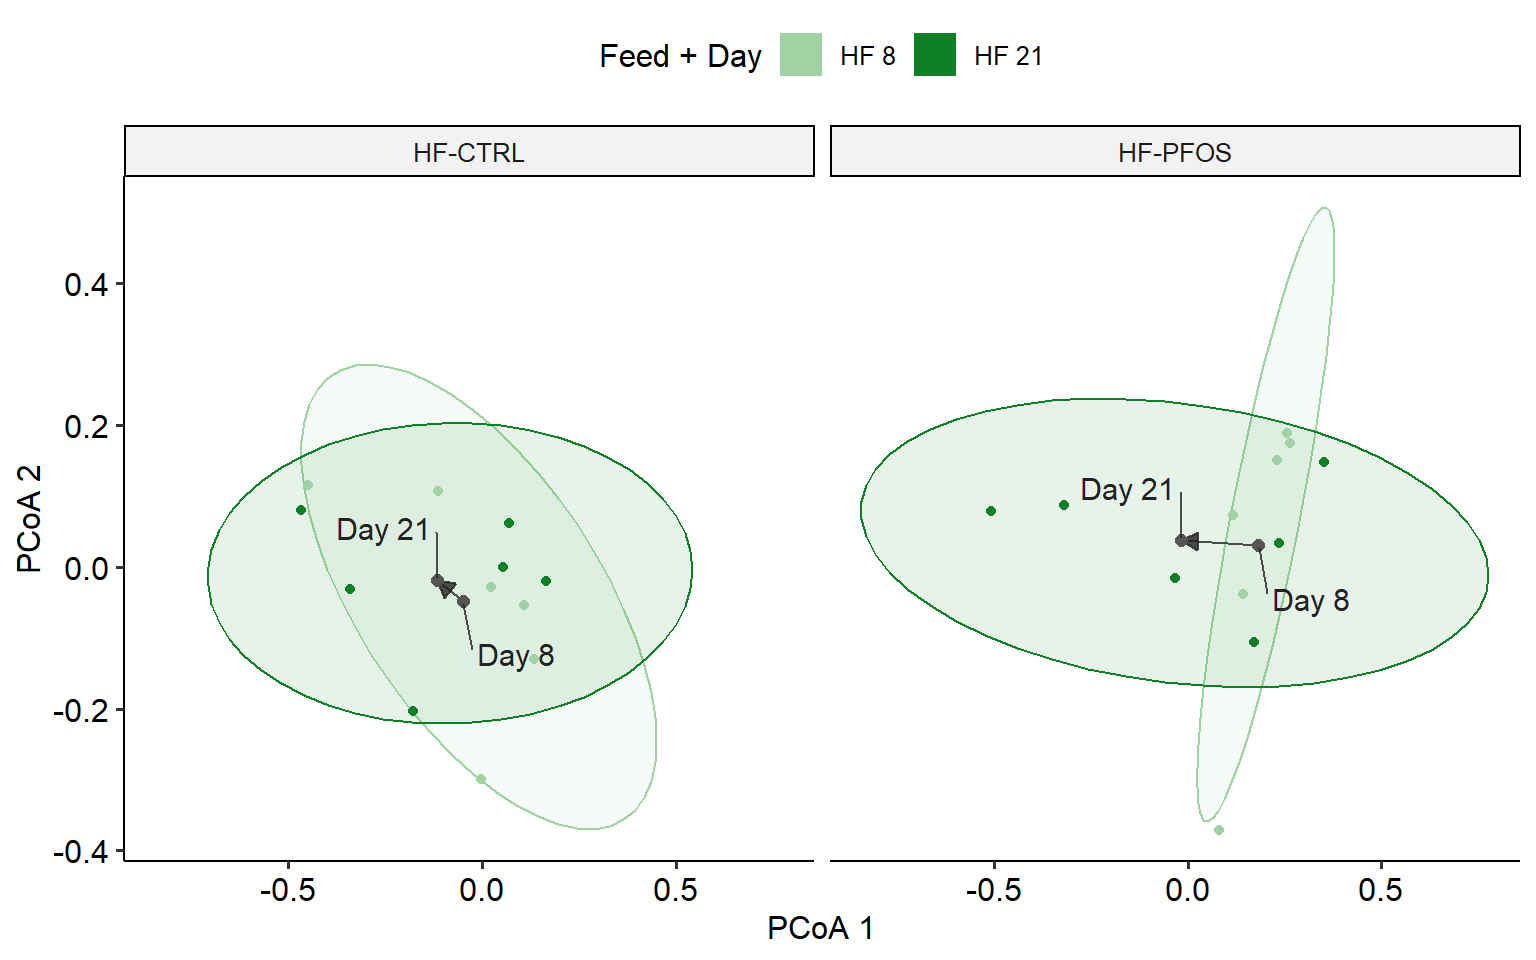 Feed + Day HF 8 HF 21
HF-CTRL HF-PFOS
PCoA 2
0.4
0.2
0.0
-0.2
-0.4
Day 21
Day 8
Day 21
Day 8
-0.5 0.0 0.5 -0.5 0.0 0.5
PCoA 1